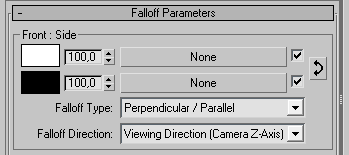 - Falloff Parameters
Front : Side
100,0 None
100,0 None
Falloff Type: Perpendicular / Parallel
Falloff Direction: Viewing Direction (Camera Z-Axis)